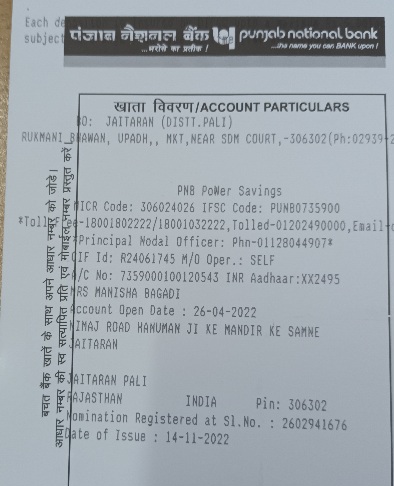 Each de
subject
पंजाब नैशनल बैंक punjab national bank
...भरोसे का प्रतीक ! ...the name you can BANK upon !
खाता विवरण/ACCOUNT PARTICULARS
BO: JAITARAN (DISTT.PALI)
RUKMANI BHAWAN, UPADH,, MKT,NEAR SDM COURT,-306302(Ph:02939-2
PNB PoWer Savings
MICR Code: 306024026 IFSC Code: PUNB0735900
*Toll ee-18001802222/18001032222,Tolled-01202490000,Email-c
*Principal Nodal Officer: Phn-01128044907*
CIF Id: R24061745 M/O Oper.: SELF
A/C No: 7359000100120543 INR Aadhaar:XX2495
MRS MANISHA BAGADI
Account Open Date : 26-04-2022
NIMAJ ROAD HANUMAN JI KE MANDIR KE SAMNE
JAITARAN
JAITARAN PALI
RAJASTHAN INDIA Pin: 306302
Nomination Registered at Sl.No. : 2602941676
Date of Issue : 14-11-2022
बचत बैंक खातें के साथ अपने आधार नम्बर को जोडे।
आधार नम्बर की स्व सत्यापित प्रति एवं मोबाईल नम्बर प्रस्तुत करें।